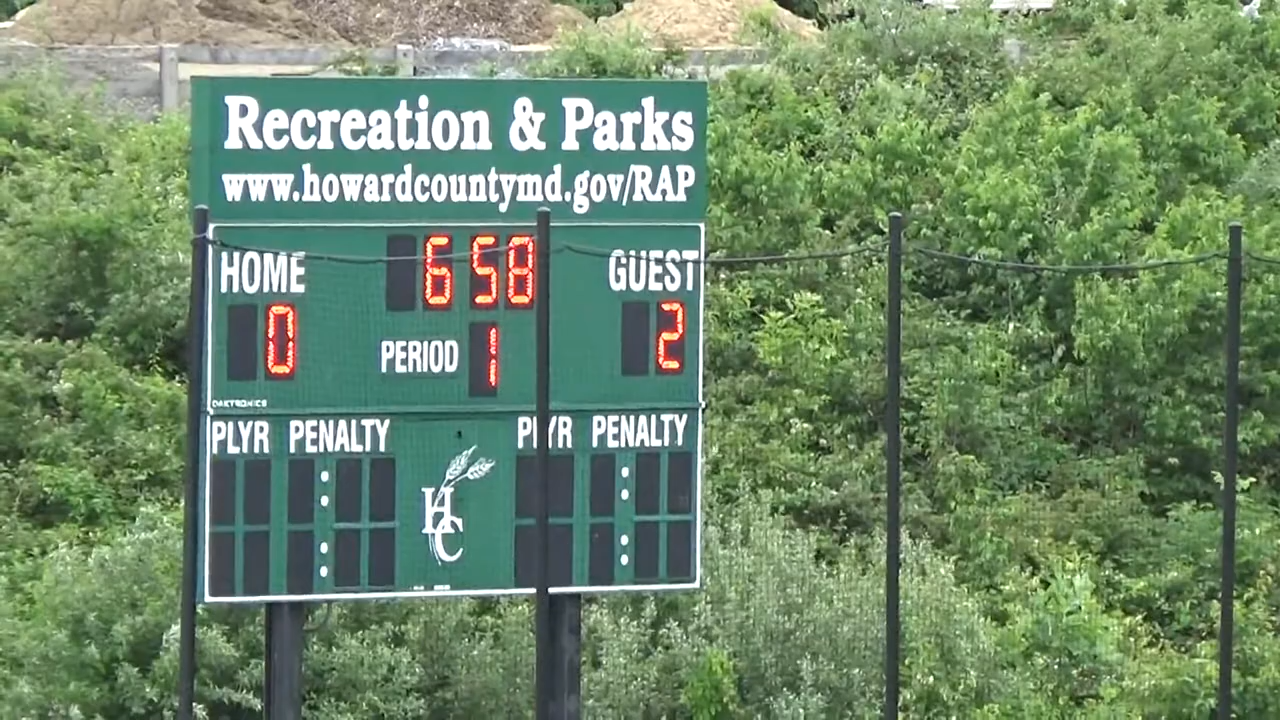 Recreation & Parks
www.howardcountymd.gov/RAP
HOME 6 58 GUEST
0 PERIOD 1 2
DAKTRONICS
PLYR PENALTY PLYR PENALTY
HC